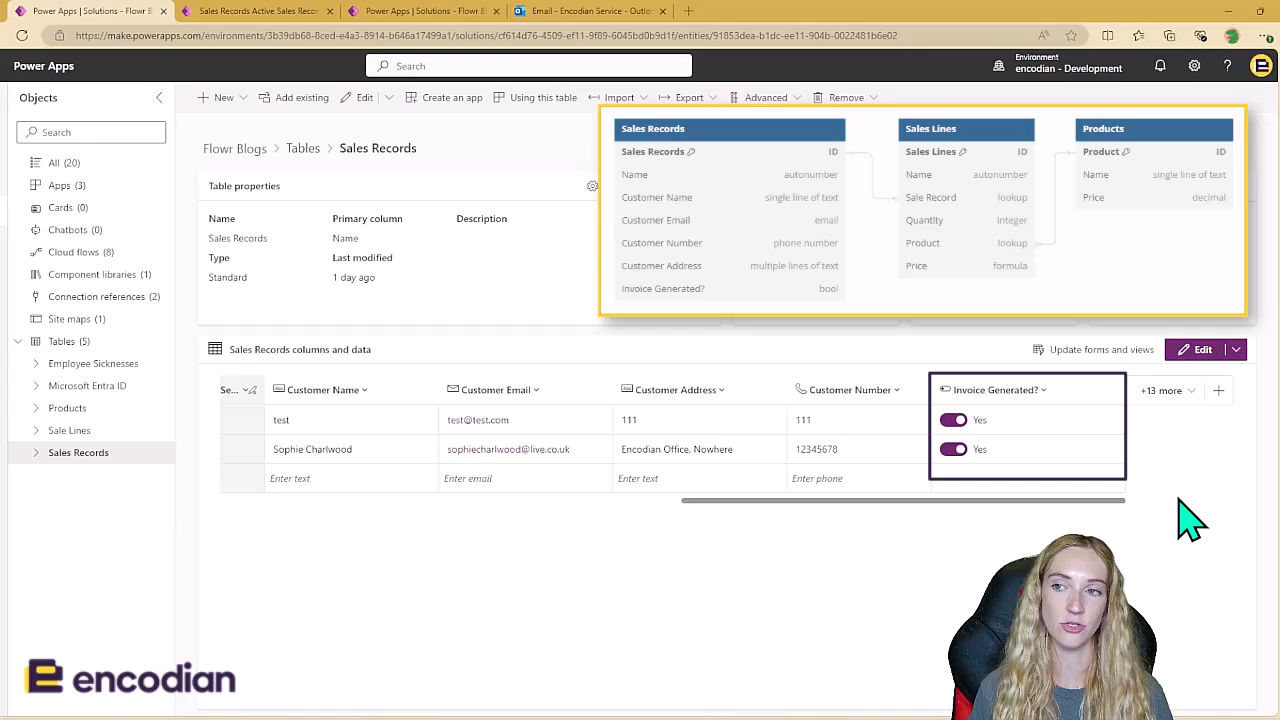 Power Apps | Solutions - Flowr B
Sales Records Active Sales Recor
Power Apps | Solutions - Flowr B
Email - Encodian Service - Outlo
https://make.powerapps.com/environments/3b39db68-8ced-e4a3-8914-b646a17499a1/solutions/cf614d76-4509-ef11-9f89-6045bd0b9d1f/entities/91853dea-b1dc-ee11-904b-0022481b6e02
Power Apps
Search
Environment
encodian - Development
Objects
New
Add existing
Edit
Create an app
Using this table
Import
Export
Advanced
Remove
Search
All (20)
Apps (3)
Cards (0)
Chatbots (0)
Cloud flows (8)
Component libraries (1)
Connection references (2)
Site maps (1)
Tables (5)
Employee Sicknesses
Microsoft Entra ID
Products
Sale Lines
Sales Records
Flowr Blogs > Tables > Sales Records
Table properties
Name Primary column Description
Sales Records Name
Type Last modified
Standard 1 day ago
Sales Records
Sales Records ID
Name autonumber
Customer Name single line of text
Customer Email email
Customer Number phone number
Customer Address multiple lines of text
Invoice Generated? bool
Sales Lines
Sales Lines ID
Name autonumber
Sale Record lookup
Quantity Integer
Product lookup
Price formula
Products
Product ID
Name single line of text
Price decimal
Sales Records columns and data
Update forms and views
Edit
Se... Customer Name Customer Email Customer Address Customer Number Invoice Generated? +13 more
test test@test.com 111 111 Yes
Sophie Charlwood sophiecharlwood@live.co.uk Encodian Office, Nowhere 12345678 Yes
Enter text Enter email Enter text Enter phone
encodian